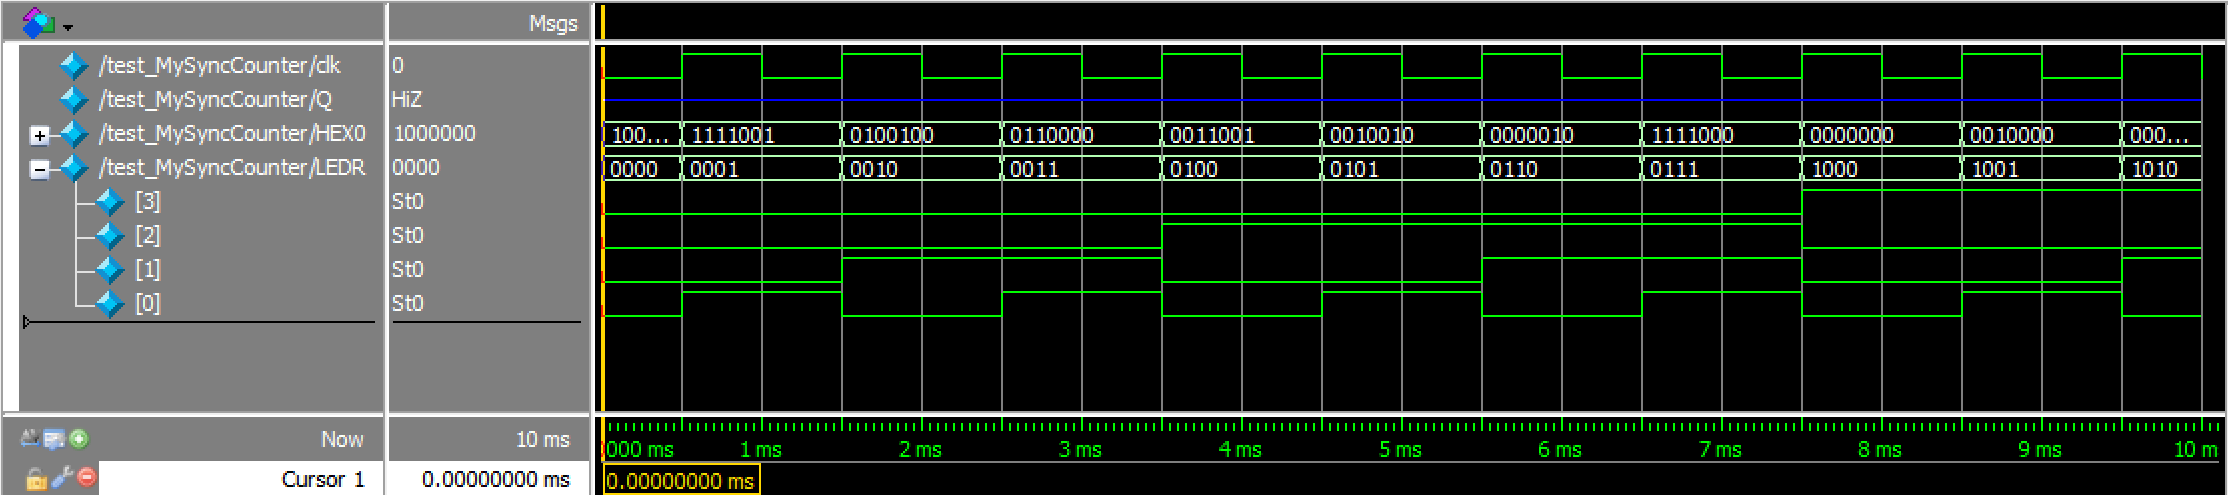 Msgs
/test_MySyncCounter/clk 0
/test_MySyncCounter/Q HiZ
/test_MySyncCounter/HEX0 1000000 100... 1111001 0100100 0110000 0011001 0010010 0000010 1111000 0000000 0010000 000...
/test_MySyncCounter/LEDR 0000 0000 0001 0010 0011 0100 0101 0110 0111 1000 1001 1010
[3] St0
[2] St0
[1] St0
[0] St0
Now 10 ms 000 ms 1 ms 2 ms 3 ms 4 ms 5 ms 6 ms 7 ms 8 ms 9 ms 10 m
Cursor 1 0.00000000 ms 0.00000000 ms